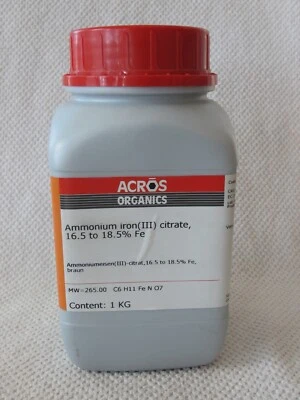 ACROS
ORGANICS
Ammonium iron(III) citrate,
16.5 to 18.5% Fe
Ammoniumeisen(III)-citrat,16.5 to 18.5% Fe,
braun
MW=265.00 C6 H11 Fe N O7
Content: 1 KG